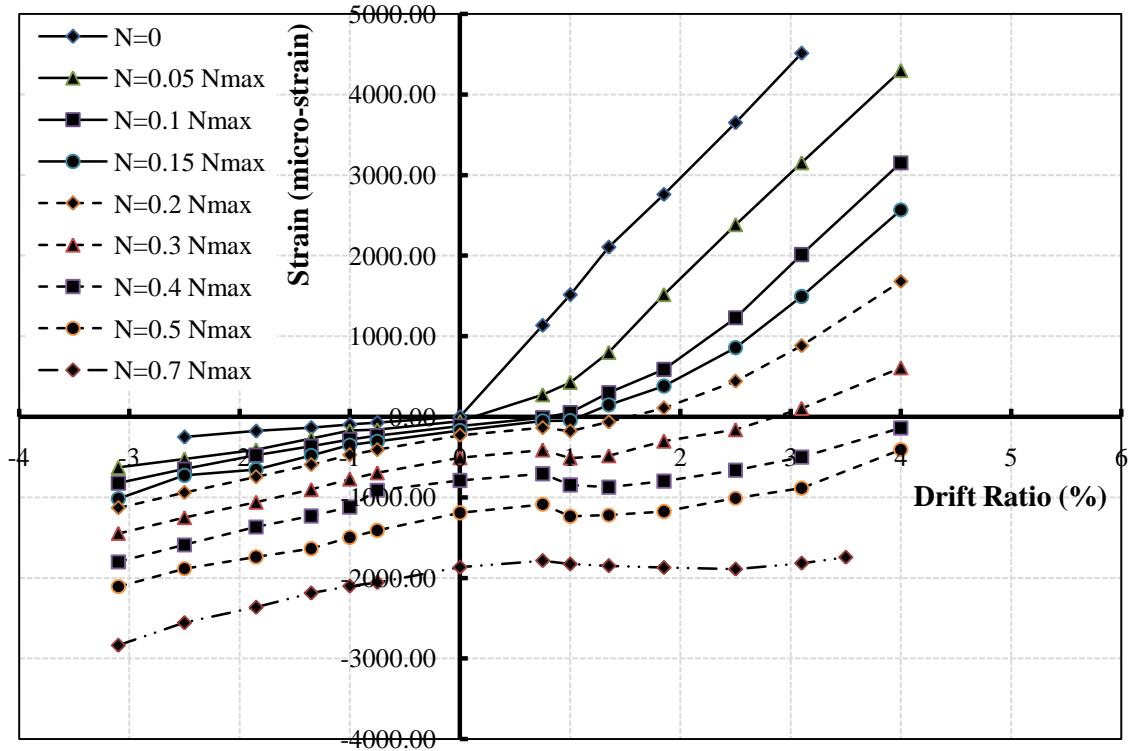 5000.00
4000.00
3000.00
2000.00
1000.00
0.00
-1000.00
-2000.00
-3000.00
-4000.00
-4
-3
-2
-1
0
1
2
3
4
5
6
Strain (micro-strain)
Drift Ratio (%)
N=0
N=0.05 Nmax
N=0.1 Nmax
N=0.15 Nmax
N=0.2 Nmax
N=0.3 Nmax
N=0.4 Nmax
N=0.5 Nmax
N=0.7 Nmax